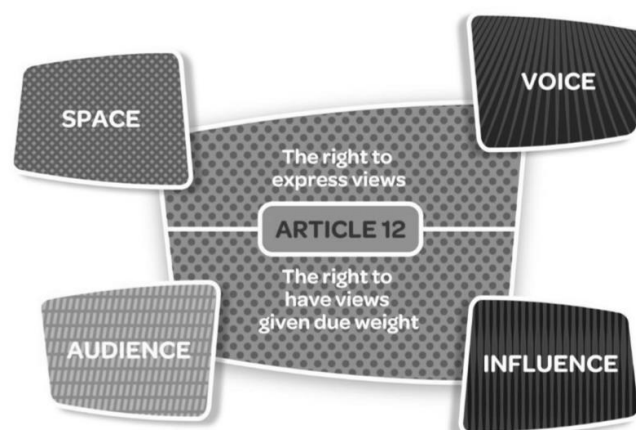 SPACE
VOICE
The right to
express views
ARTICLE 12
The right to
have views
given due weight
AUDIENCE
INFLUENCE